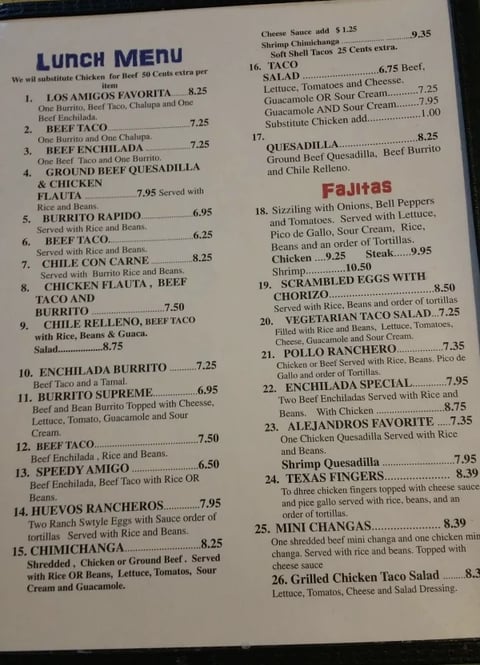 LUNCH MENU
We wil substitute Chicken for Beef 50 Cents extra per
item
1. LOS AMIGOS FAVORITA......8.25
One Burrito, Beef Taco, Chalupa and One
Beef Enchilada.
2. BEEF TACO..................7.25
One Burrito and One Chalupa.
3. BEEF ENCHILADA ..............7.25
One Beef Taco and One Burrito.
4. GROUND BEEF QUESADILLA
& CHICKEN
FLAUTA ....................7.95 Served with
Rice and Beans.
5. BURRITO RAPIDO.................6.95
Served with Rice and Beans.
6. BEEF TACO.......................6.25
Served with Rice and Beans.
7. CHILE CON CARNE ...............8.25
Served with Burrito Rice and Beans.
8. CHICKEN FLAUTA , BEEF
TACO AND
BURRITO ....................7.50
9. CHILE RELLENO, BEEF TACO
with Rice, Beans & Guaca.
Salad...................8.75
10. ENCHILADA BURRITO ..........7.25
Beef Taco and a Tamal.
11. BURRITO SUPREME...............6.95
Beef and Bean Burrito Topped with Cheesse,
Lettuce, Tomato, Guacamole and Sour
Cream.
12. BEEF TACO............................7.50
Beef Enchilada , Rice and Beans.
13. SPEEDY AMIGO ..................6.50
Beef Enchilada, Beef Taco with Rice OR
Beans.
14. HUEVOS RANCHEROS..........7.95
Two Ranch Swtyle Eggs with Sauce order of
tortillas Served with Rice and Beans.
15. CHIMICHANGA......................8.25
Shredded , Chicken or Ground Beef . Served
with Rice OR Beans, Lettuce, Tomatos, Sour
Cream and Guacamole.
Cheese Sauce add $ 1.25
Shrimp Chimichanga ......................9.35
Soft Shell Tacos 25 Cents extra.
16. TACO
SALAD ......................6.75 Beef,
Lettuce, Tomatoes and Cheesse.
Guacamole OR Sour Cream..........7.25
Guacamole AND Sour Cream........7.95
Substitute Chicken add....................1.00
17.
QUESADILLA.......................8.25
Ground Beef Quesadilla, Beef Burrito
and Chile Relleno.
Fajitas
18. Sizziling with Onions, Bell Peppers
and Tomatoes. Served with Lettuce,
Pico de Gallo, Sour Cream, Rice,
Beans and an order of Tortillas.
Chicken ....9.25 Steak......9.95
Shrimp.............10.50
19. SCRAMBLED EGGS WITH
CHORIZO..........................8.50
Served with Rice, Beans and order of tortillas
20. VEGETARIAN TACO SALAD...7.25
Filled with Rice and Beans, Lettuce, Tomatoes,
Cheese, Guacamole and Sour Cream.
21. POLLO RANCHERO.................7.35
Chicken or Beef Served with Rice, Beans. Pico de
Gallo and order of Tortillas.
22. ENCHILADA SPECIAL...........7.95
Two Beef Enchiladas Served with Rice and
Beans. With Chicken ....................8.75
23. ALEJANDROS FAVORITE ....7.35
One Chicken Quesadilla Served with Rice
and Beans.
Shrimp Quesadilla ......................7.95
24. TEXAS FINGERS.................. 8.39
To dhree chicken fingers topped with cheese sauce
and pice gallo served with rice, beans, and an
order of tortillas.
25. MINI CHANGAS.....................8.39
One shredded beef mini changa and one chicken min
changa. Served with rice and beans. Topped with
cheese sauce
26. Grilled Chicken Taco Salad ........8.3
Lettuce, Tomatos, Cheese and Salad Dressing.